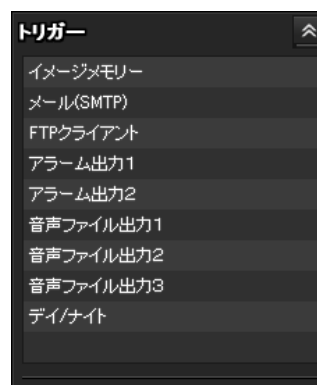 トリガー
イメージメモリー
メール(SMTP)
FTPクライアント
アラーム出力1
アラーム出力2
音声ファイル出力1
音声ファイル出力2
音声ファイル出力3
デイ/ナイト